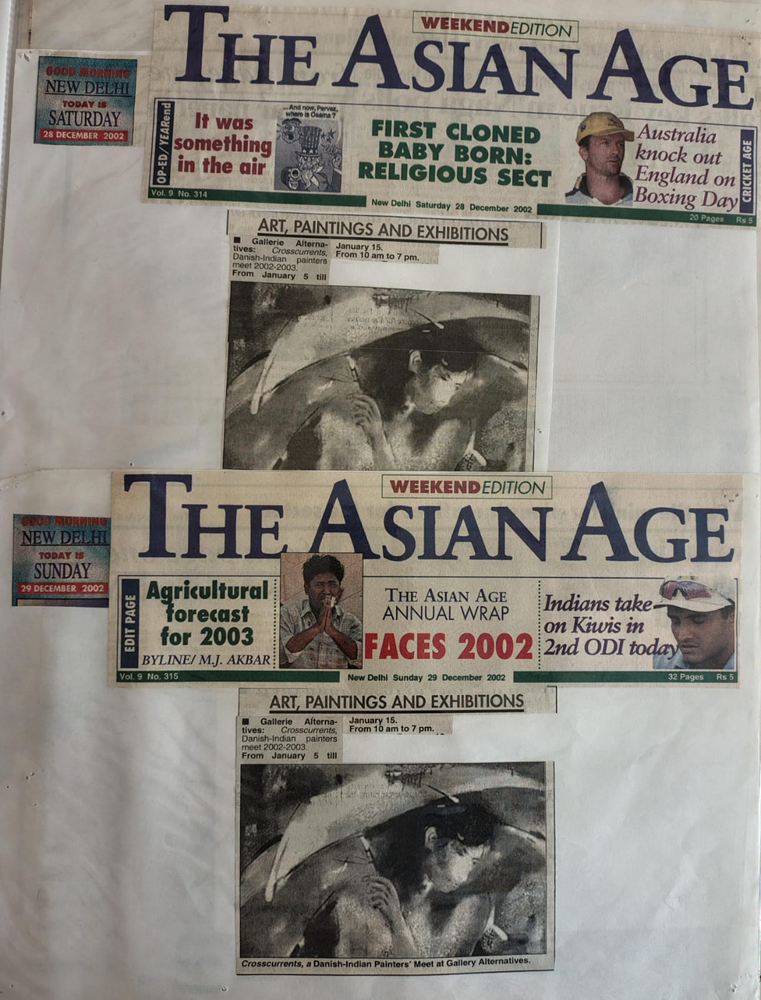 WEEKEND EDITION
THE ASIAN AGE
GOOD MORNING
NEW DELHI
TODAY IS
SATURDAY
28 DECEMBER 2002
OP-ED/YEARend
It was
something
in the air
...And now, Pervez,
where is Osama?
FIRST CLONED
BABY BORN:
RELIGIOUS SECT
Australia
knock out
England on
Boxing Day
CRICKET AGE
Vol. 9 No. 314
New Delhi Saturday 28 December 2002
20 Pages Rs 5
ART, PAINTINGS AND EXHIBITIONS
■ Gallerie Alterna-
tives: Crosscurrents,
Danish-Indian painters
meet 2002-2003.
From January 5 till
January 15.
From 10 am to 7 pm.
WEEKEND EDITION
THE ASIAN AGE
GOOD MORNING
NEW DELHI
TODAY IS
SUNDAY
29 DECEMBER 2002
EDIT PAGE
Agricultural
forecast
for 2003
BYLINE/ M.J. AKBAR
THE ASIAN AGE
ANNUAL WRAP
FACES 2002
Indians take
on Kiwis in
2nd ODI today
Vol. 9 No. 315
New Delhi Sunday 29 December 2002
32 Pages Rs 5
ART, PAINTINGS AND EXHIBITIONS
■ Gallerie Alterna-
tives: Crosscurrents,
Danish-Indian painters
meet 2002-2003.
From January 5 till
January 15.
From 10 am to 7 pm.
Crosscurrents, a Danish-Indian Painters' Meet at Gallery Alternatives.